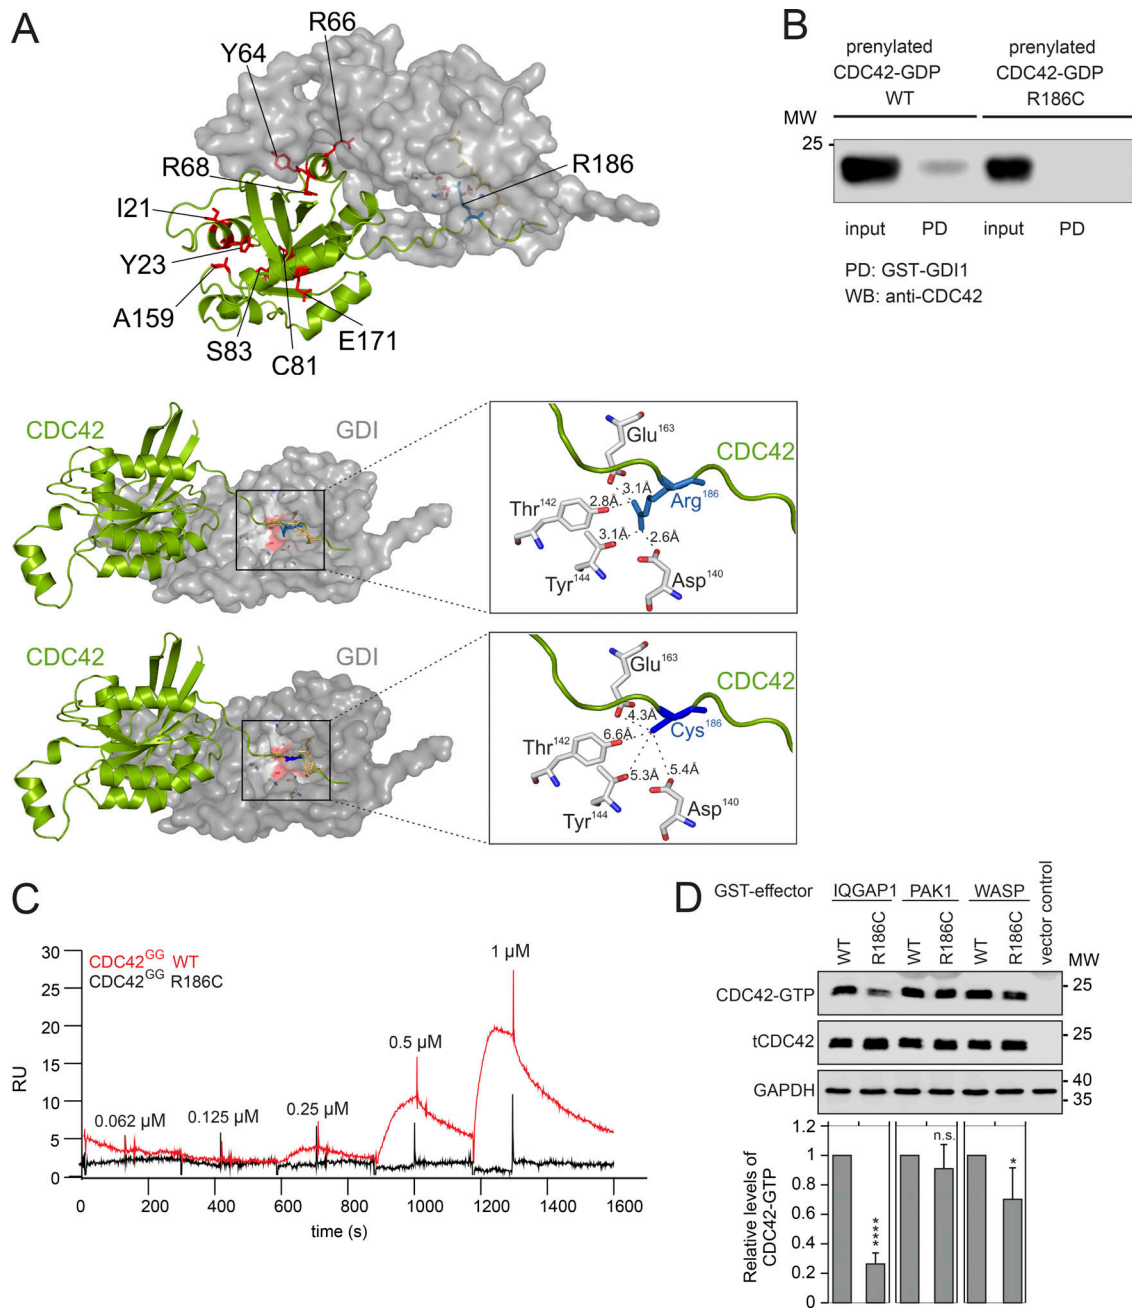 A
R66
Y64
R68
R186
I21
Y23
A159
S83
C81
E171
B
prenylated
CDC42-GDP
WT
prenylated
CDC42-GDP
R186C
MW
25
input
PD
input
PD
PD: GST-GDI1
WB: anti-CDC42
CDC42
GDI
Glu163
CDC42
3.1Å
Arg186
Thr142
2.8Å
3.1Å
2.6Å
Tyr144
Asp140
CDC42
GDI
Glu163
CDC42
4.3Å
Cys186
Thr142
6.6Å
5.3Å
5.4Å
Tyr144
Asp140
C
30
25
20
15
10
5
0
RU
CDC42GG WT
CDC42GG R186C
0.062 µM
0.125 µM
0.25 µM
0.5 µM
1 µM
0
200
400
600
800
1000
1200
1400
1600
time (s)
D
GST-effector
IQGAP1
PAK1
WASP
vector control
WT
R186C
WT
R186C
WT
R186C
MW
CDC42-GTP
25
tCDC42
25
GAPDH
40
35
1.2
1
0.8
0.6
0.4
0.2
0
Relative levels of
CDC42-GTP
****
n.s.
*